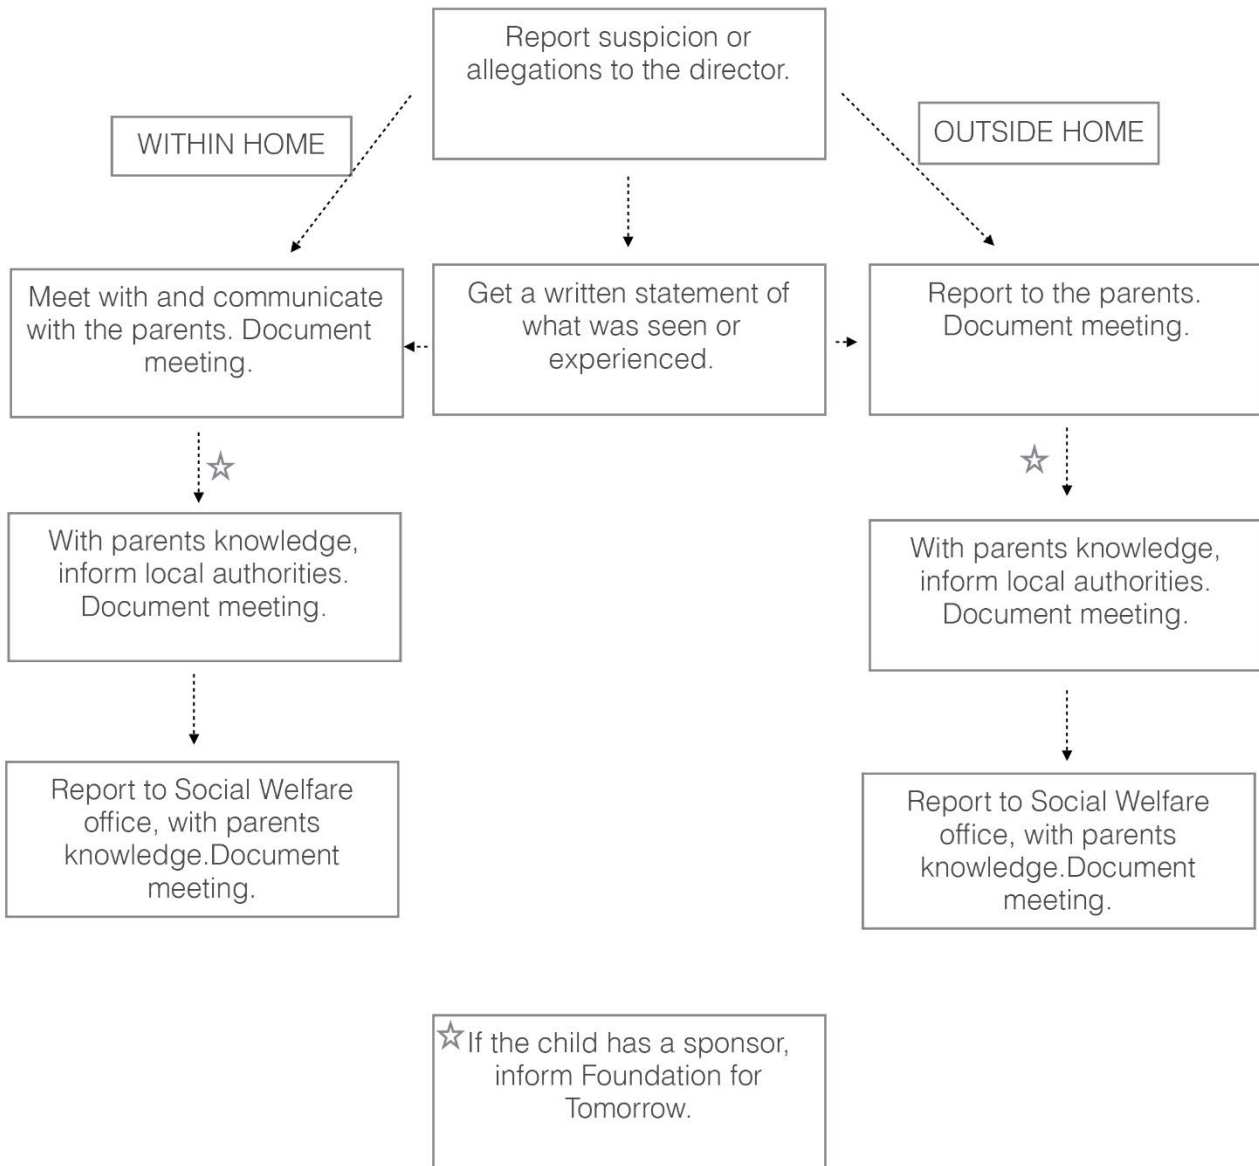 Report suspicion or
allegations to the director.
WITHIN HOME
OUTSIDE HOME
Meet with and communicate
with the parents. Document
meeting.
Get a written statement of
what was seen or
experienced.
Report to the parents.
Document meeting.
With parents knowledge,
inform local authorities.
Document meeting.
With parents knowledge,
inform local authorities.
Document meeting.
Report to Social Welfare
office, with parents
knowledge.Document
meeting.
Report to Social Welfare
office, with parents
knowledge.Document
meeting.
If the child has a sponsor,
inform Foundation for
Tomorrow.